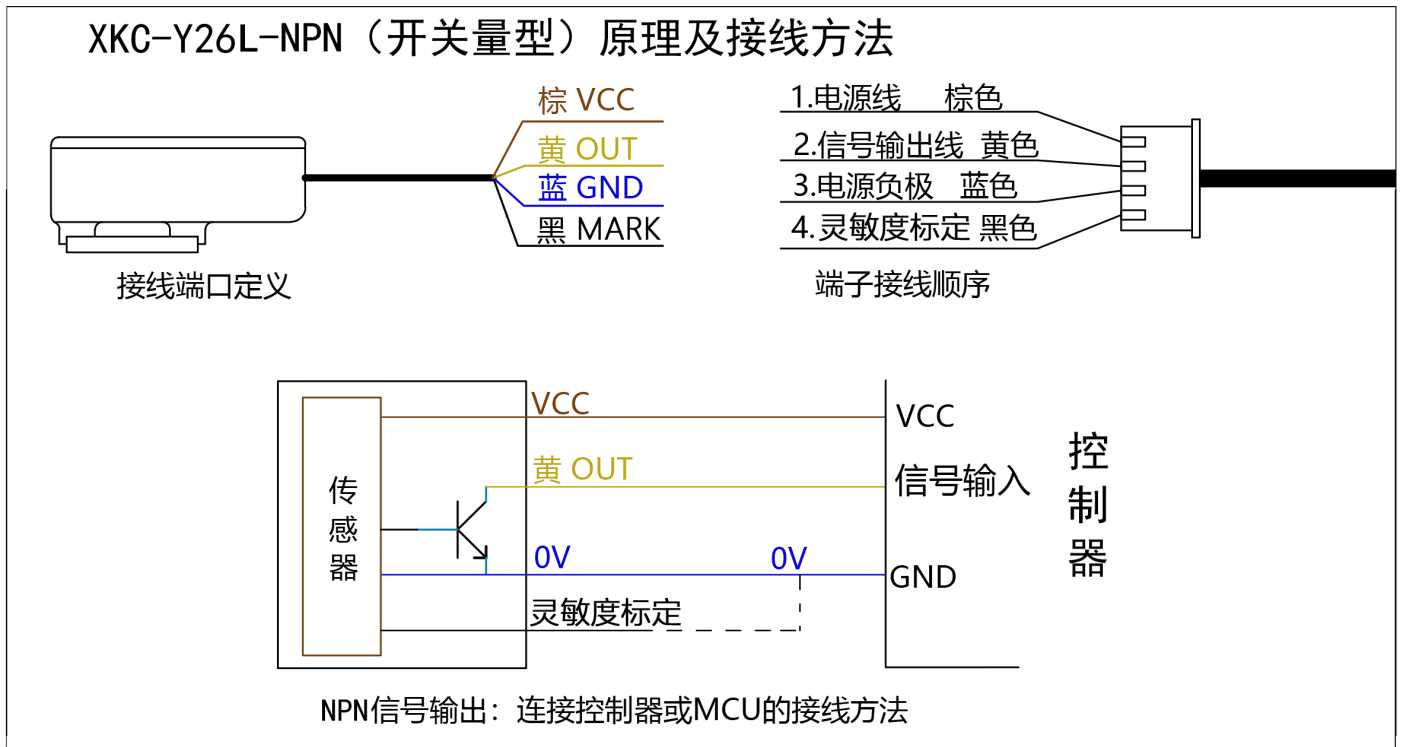 XKC-Y26L-NPN（开关量型）原理及接线方法
棕 VCC
黄 OUT
蓝 GND
黑 MARK
接线端口定义
1.电源线 棕色
2.信号输出线 黄色
3.电源负极 蓝色
4.灵敏度标定 黑色
端子接线顺序
传感器
VCC
黄 OUT
0V
0V
灵敏度标定
VCC
信号输入
GND
控制器
NPN信号输出：连接控制器或MCU的接线方法